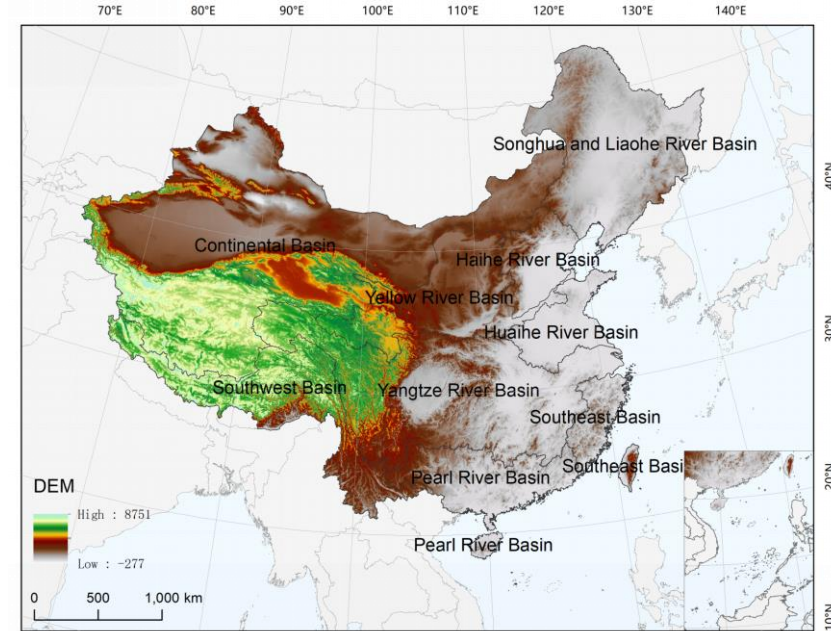 70°E
80°E
90°E
100°E
110°E
120°E
130°E
140°E
Songhua and Liaohe River Basin
40°N
Continental Basin
Haihe River Basin
Yellow River Basin
Huaihe River Basin
30°N
Southwest Basin
Yangtze River Basin
Southeast Basin
Southeast Basi
Pearl River Basin
20°N
DEM
High : 8751
Low : -277
Pearl River Basin
0 500 1,000 km
10°N